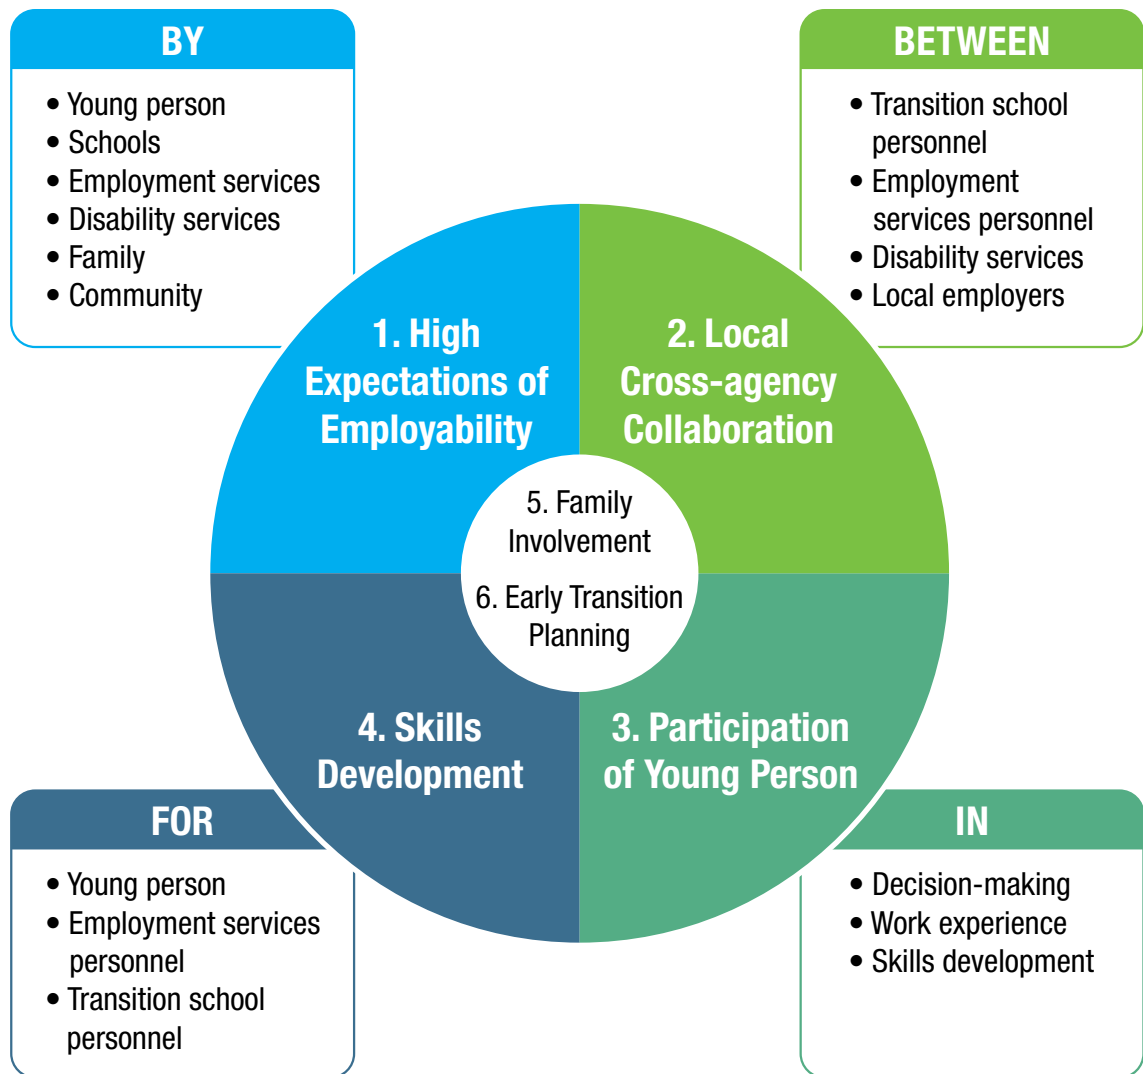 BY
• Young person
• Schools
• Employment services
• Disability services
• Family
• Community
BETWEEN
• Transition school
personnel
• Employment
services personnel
• Disability services
• Local employers
1. High
Expectations of
Employability
2. Local
Cross-agency
Collaboration
5. Family
Involvement
6. Early Transition
Planning
4. Skills
Development
3. Participation
of Young Person
FOR
• Young person
• Employment services
personnel
• Transition school
personnel
IN
• Decision-making
• Work experience
• Skills development